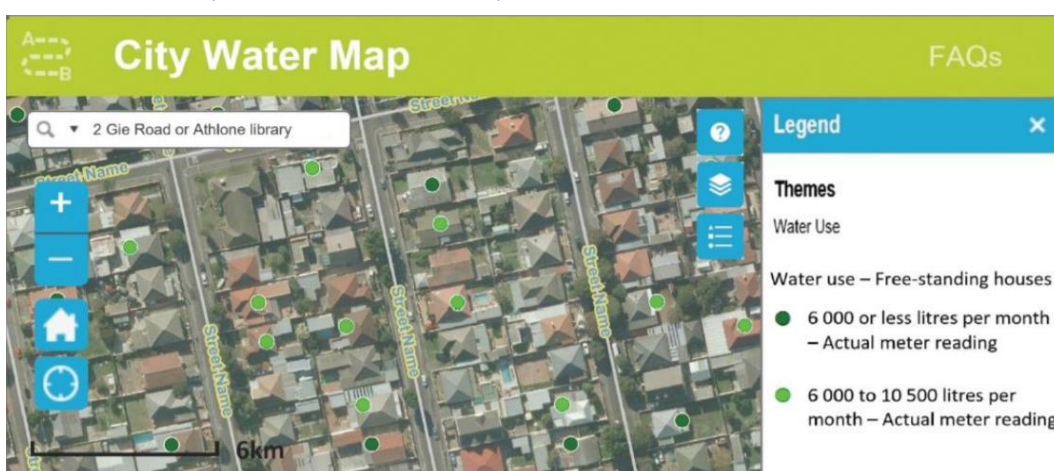 A
B
City Water Map
FAQs
2 Gie Road or Athlone library
Street Name
Street
Street Name
Street Name
Street Name
+
−
?
6km
Legend ×
Themes
Water Use
Water use – Free-standing houses
6 000 or less litres per month
– Actual meter reading
6 000 to 10 500 litres per
month – Actual meter reading